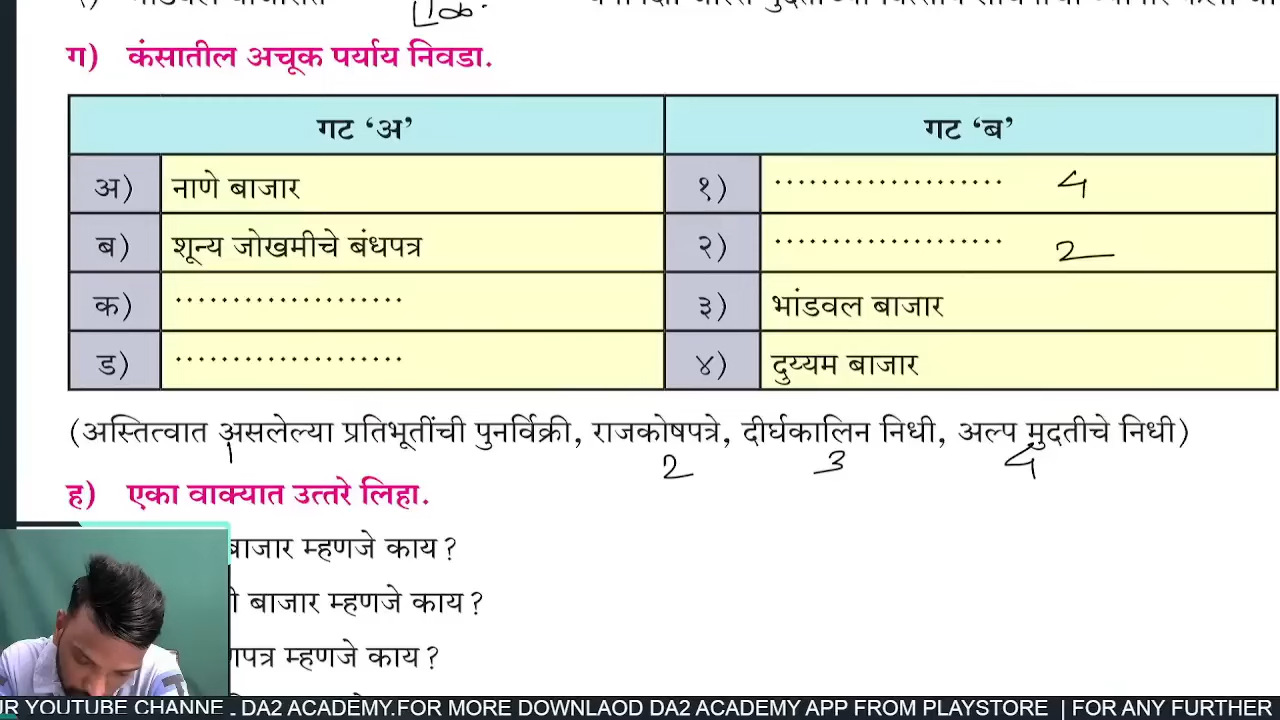 ग) कंसातील अचूक पर्याय निवडा.
गट ‘अ’ गट ‘ब’
अ) नाणे बाजार १) .................... 4
ब) शून्य जोखमीचे बंधपत्र २) .................... 2
क) .................... ३) भांडवल बाजार
ड) .................... ४) दुय्यम बाजार
(अस्तित्वात असलेल्या प्रतिभूतींची पुनर्विक्री, राजकोषपत्रे, दीर्घकालिन निधी, अल्प मुदतीचे निधी)
1 2 3 4
ह) एका वाक्यात उत्तरे लिहा.
बाजार म्हणजे काय?
बाजार म्हणजे काय?
म्हणजे काय?
UR YOUTUBE CHANNE DA2 ACADEMY.FOR MORE DOWNLAOD DA2 ACADEMY APP FROM PLAYSTORE | FOR ANY FURTHER